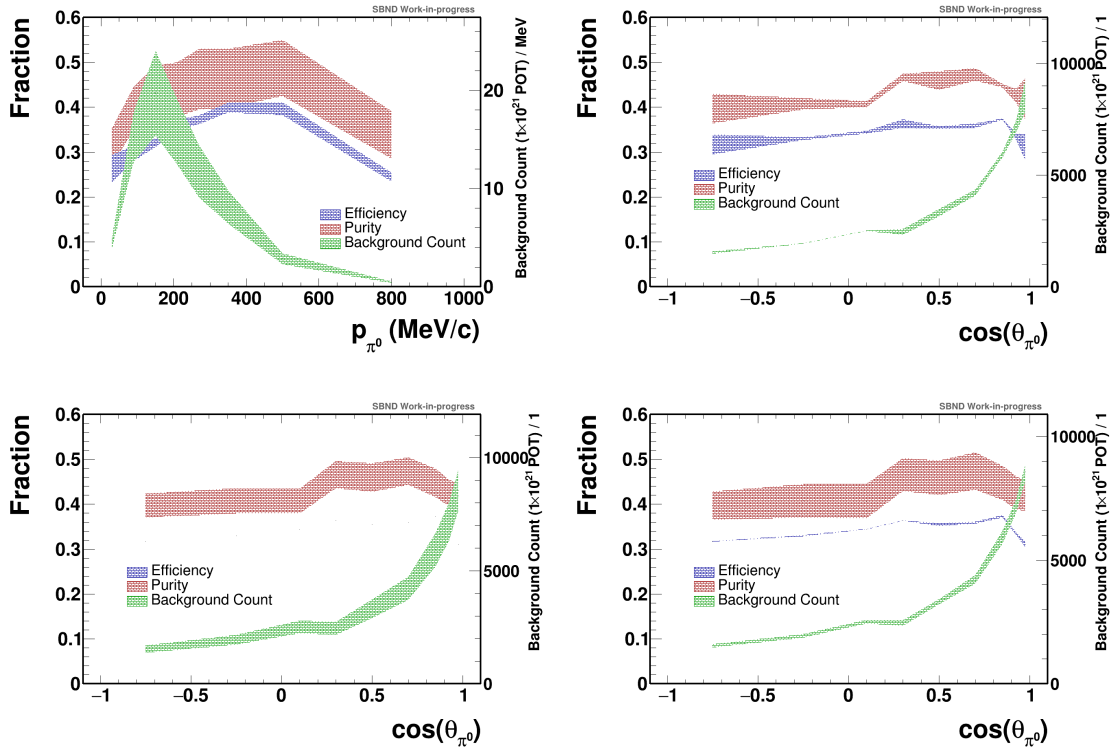 SBND Work-in-progress
Fraction
0.6
0.5
0.4
0.3
0.2
0.1
0
Efficiency
Purity
Background Count
20
10
0
Background Count (1×10²¹ POT) / MeV
0 200 400 600 800 1000
p_π⁰ (MeV/c)
SBND Work-in-progress
Fraction
0.6
0.5
0.4
0.3
0.2
0.1
0
Efficiency
Purity
Background Count
10000
5000
0
Background Count (1×10²¹ POT) / 1
−1 −0.5 0 0.5 1
cos(θ_π⁰)
SBND Work-in-progress
Fraction
0.6
0.5
0.4
0.3
0.2
0.1
0
Efficiency
Purity
Background Count
10000
5000
0
Background Count (1×10²¹ POT) / 1
−1 −0.5 0 0.5 1
cos(θ_π⁰)
SBND Work-in-progress
Fraction
0.6
0.5
0.4
0.3
0.2
0.1
0
Efficiency
Purity
Background Count
10000
5000
0
Background Count (1×10²¹ POT) / 1
−1 −0.5 0 0.5 1
cos(θ_π⁰)